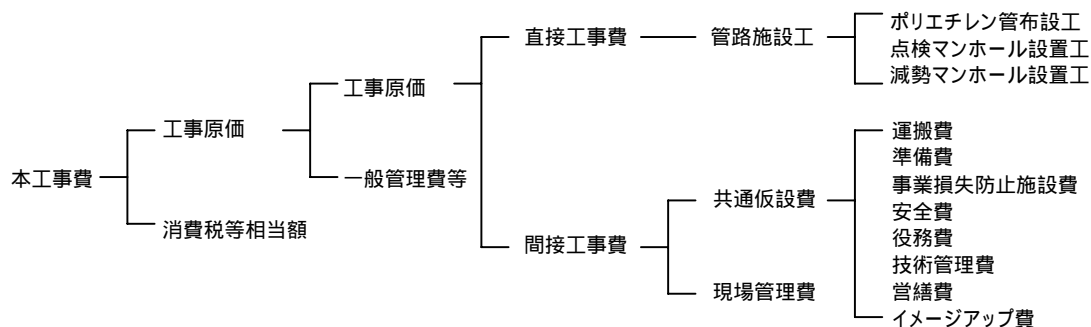 本工事費
工事原価
消費税等相当額
工事原価
一般管理費等
直接工事費
間接工事費
管路施設工
共通仮設費
現場管理費
ポリエチレン管布設工
点検マンホール設置工
減勢マンホール設置工
運搬費
準備費
事業損失防止施設費
安全費
役務費
技術管理費
営繕費
イメージアップ費